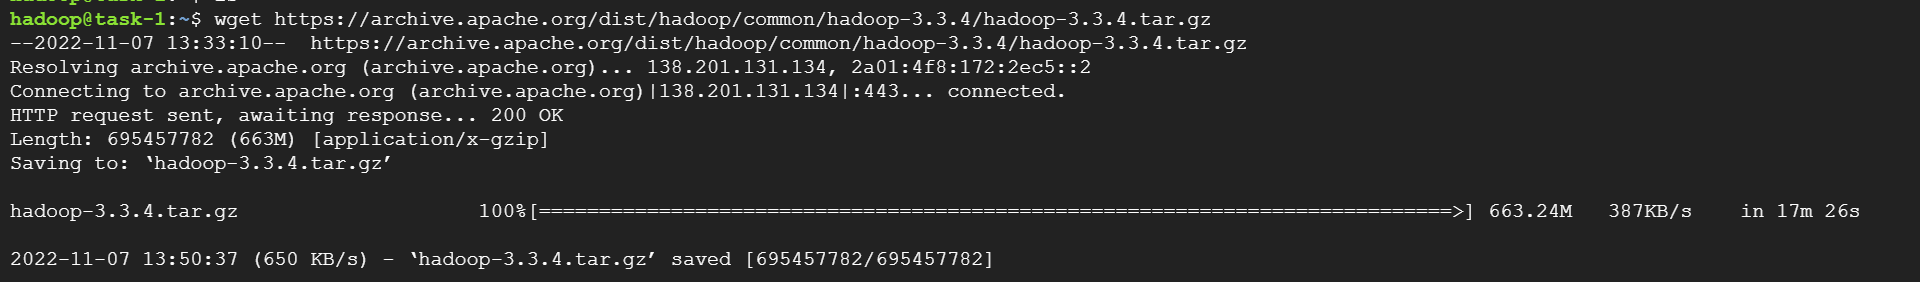 hadoop@task-1:~$ wget https://archive.apache.org/dist/hadoop/common/hadoop-3.3.4/hadoop-3.3.4.tar.gz
--2022-11-07 13:33:10--  https://archive.apache.org/dist/hadoop/common/hadoop-3.3.4/hadoop-3.3.4.tar.gz
Resolving archive.apache.org (archive.apache.org)... 138.201.131.134, 2a01:4f8:172:2ec5::2
Connecting to archive.apache.org (archive.apache.org)|138.201.131.134|:443... connected.
HTTP request sent, awaiting response... 200 OK
Length: 695457782 (663M) [application/x-gzip]
Saving to: ‘hadoop-3.3.4.tar.gz’
hadoop-3.3.4.tar.gz 100%[============================================================================>] 663.24M 387KB/s in 17m 26s
2022-11-07 13:50:37 (650 KB/s) - ‘hadoop-3.3.4.tar.gz’ saved [695457782/695457782]